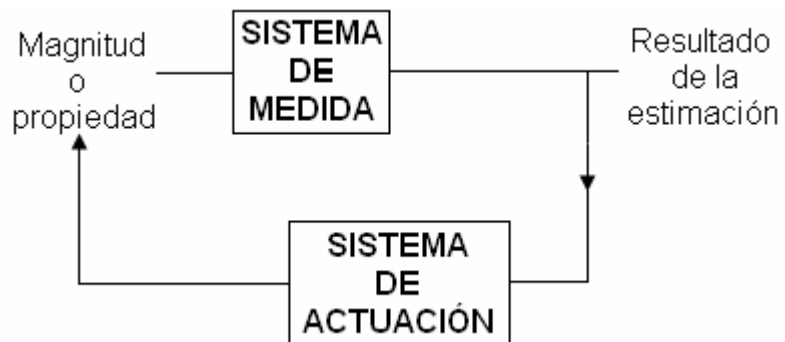 Magnitud
o
propiedad
SISTEMA
DE
MEDIDA
Resultado
de la
estimación
SISTEMA
DE
ACTUACIÓN